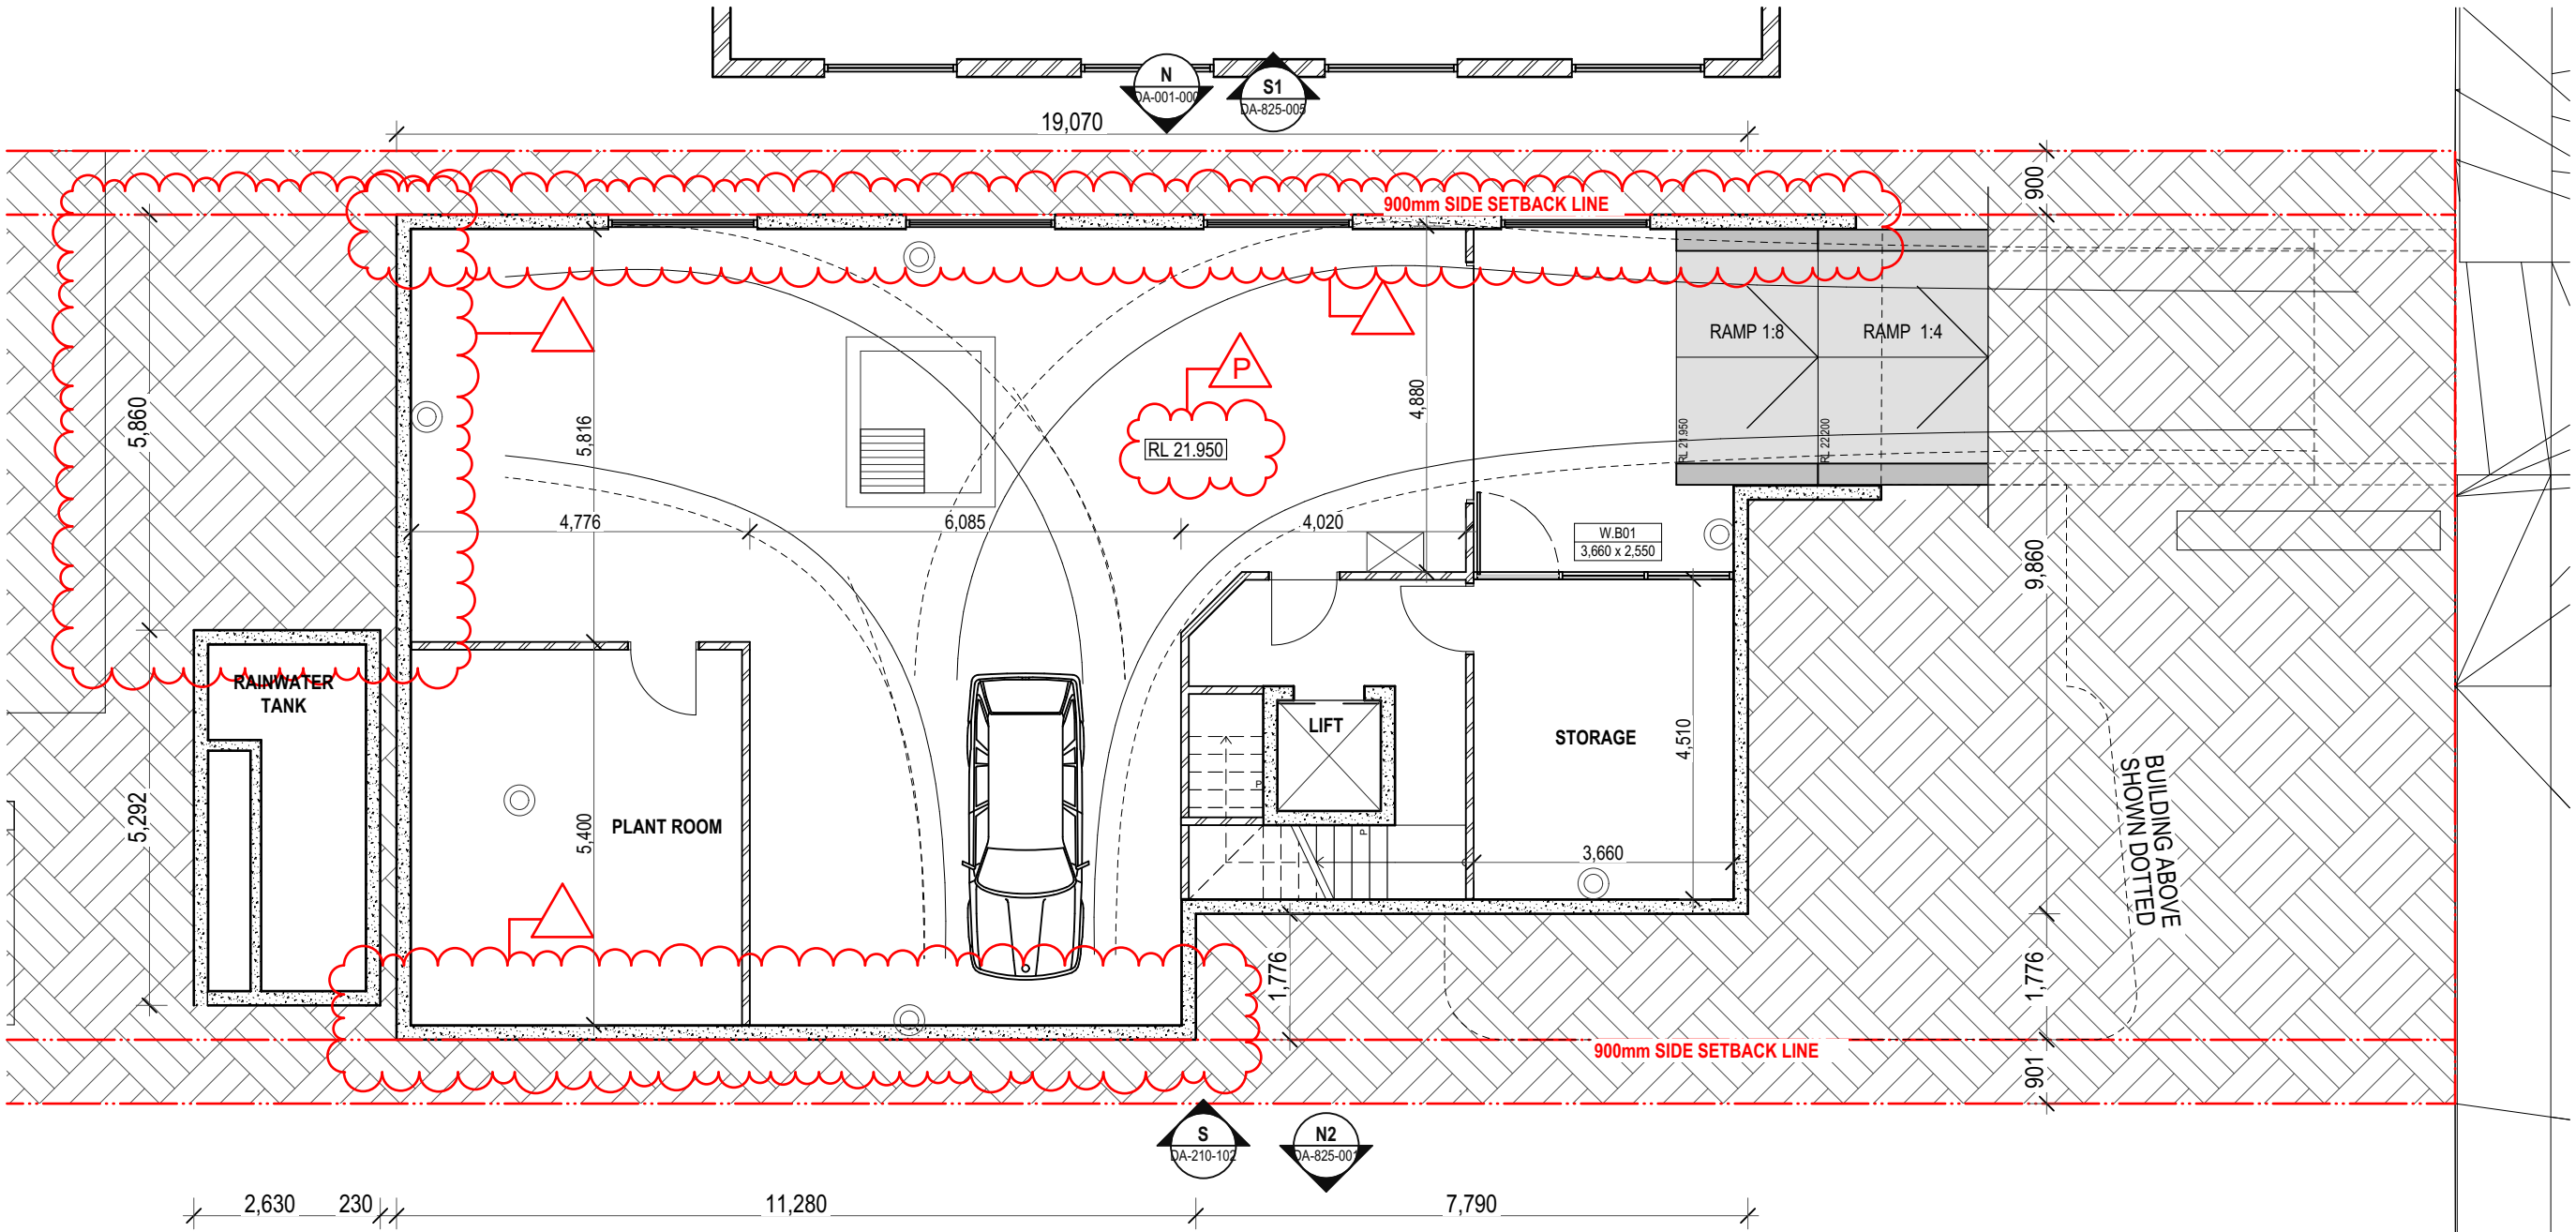 N
DA-001-000
S1
DA-825-005
19,070
900
900mm SIDE SETBACK LINE
RAMP 1:8
RAMP 1:4
5,860
5,816
4,880
P
RL 21.950
RL 21.950
RL 22.200
4,776
6,085
4,020
W.B01
3,660 x 2,550
9,860
RAINWATER
TANK
LIFT
STORAGE
4,510
P
5,292
5,400
PLANT ROOM
P
3,660
BUILDING ABOVE
SHOWN DOTTED
1,776
1,776
900mm SIDE SETBACK LINE
901
S
DA-210-102
N2
DA-825-001
2,630
230
11,280
7,790